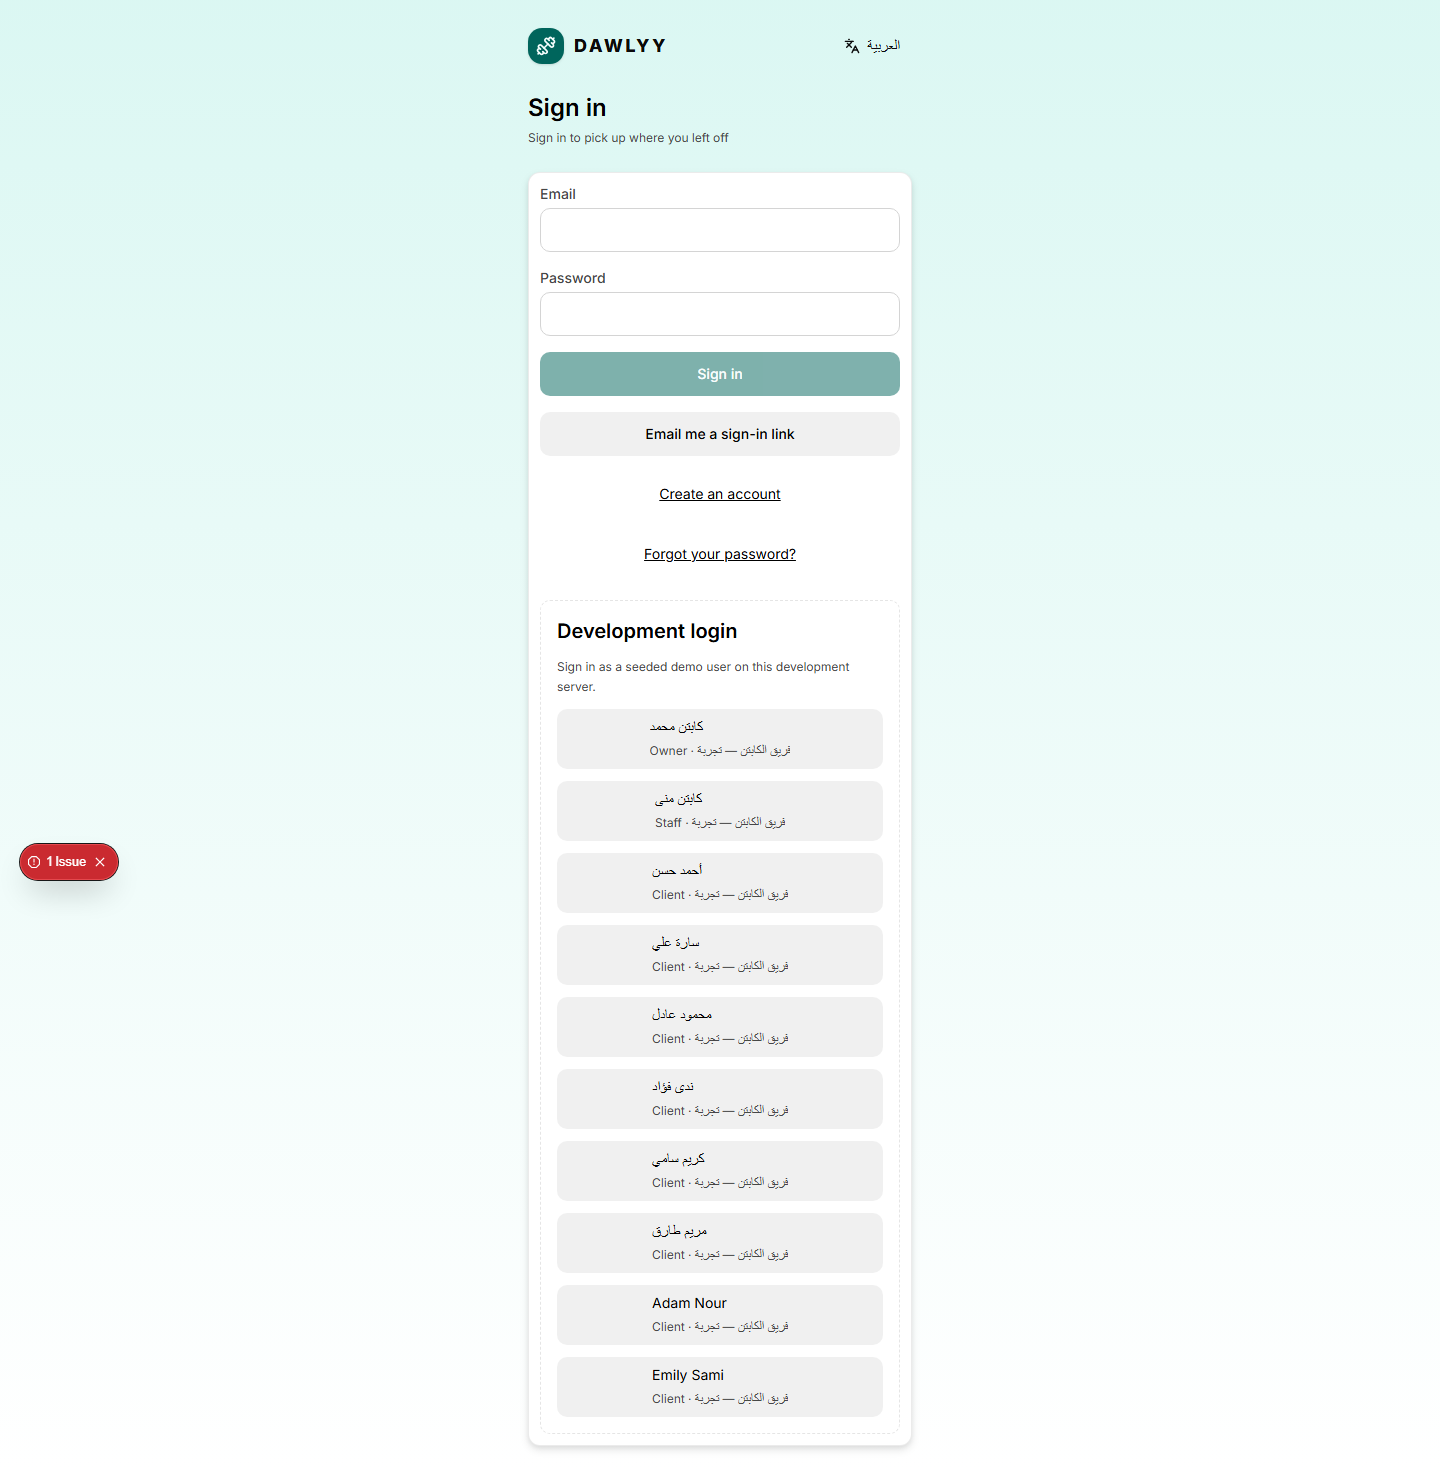 DAWLYY
العربية
Sign in
Sign in to pick up where you left off
Email
Password
Sign in
Email me a sign-in link
Create an account
Forgot your password?
Development login
Sign in as a seeded demo user on this development
server.
كابتن محمد
Owner · فريق الكابتن — تجربة
كابتن منى
Staff · فريق الكابتن — تجربة
أحمد حسن
Client · فريق الكابتن — تجربة
1 Issue
سارة علي
Client · فريق الكابتن — تجربة
محمود عادل
Client · فريق الكابتن — تجربة
ندى فؤاد
Client · فريق الكابتن — تجربة
كريم سامي
Client · فريق الكابتن — تجربة
مريم طارق
Client · فريق الكابتن — تجربة
Adam Nour
Client · فريق الكابتن — تجربة
Emily Sami
Client · فريق الكابتن — تجربة